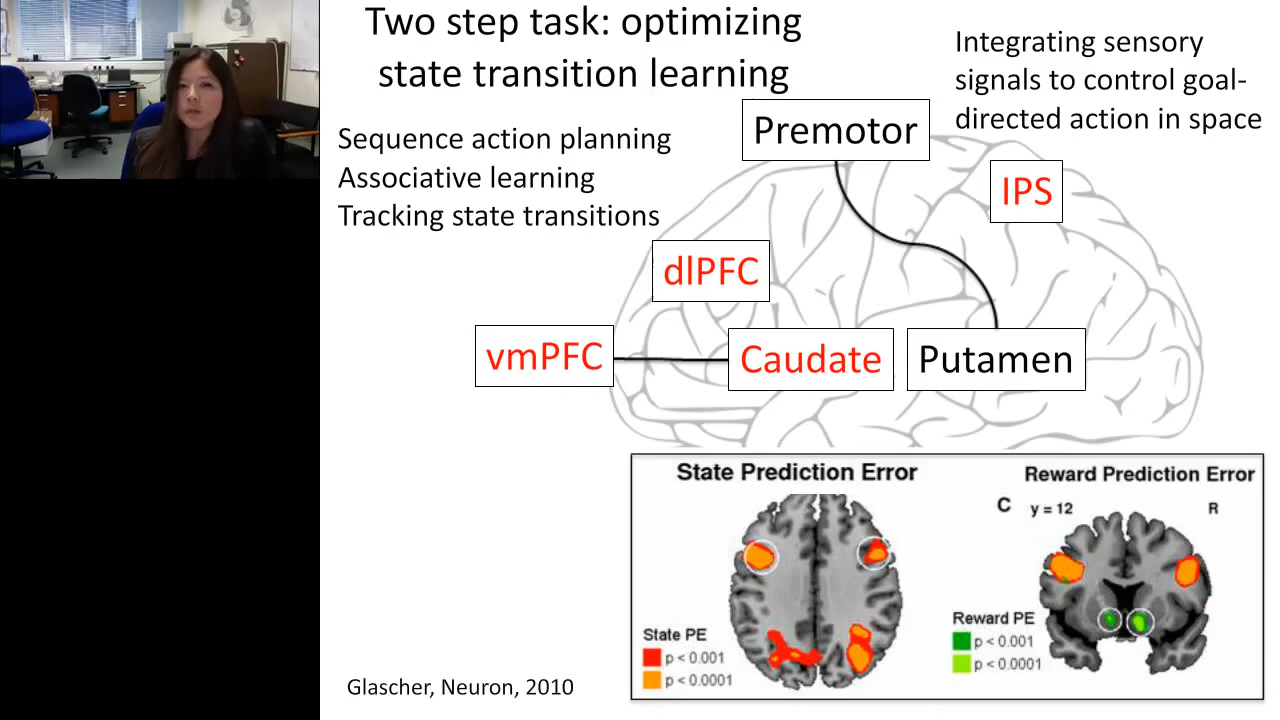 Two step task: optimizing
state transition learning
Integrating sensory
signals to control goal-
directed action in space
Sequence action planning
Associative learning
Tracking state transitions
Premotor
IPS
dlPFC
vmPFC
Caudate
Putamen
State Prediction Error
Reward Prediction Error
C y = 12 R
State PE
p < 0.001
p < 0.0001
Reward PE
p < 0.001
p < 0.0001
Glascher, Neuron, 2010